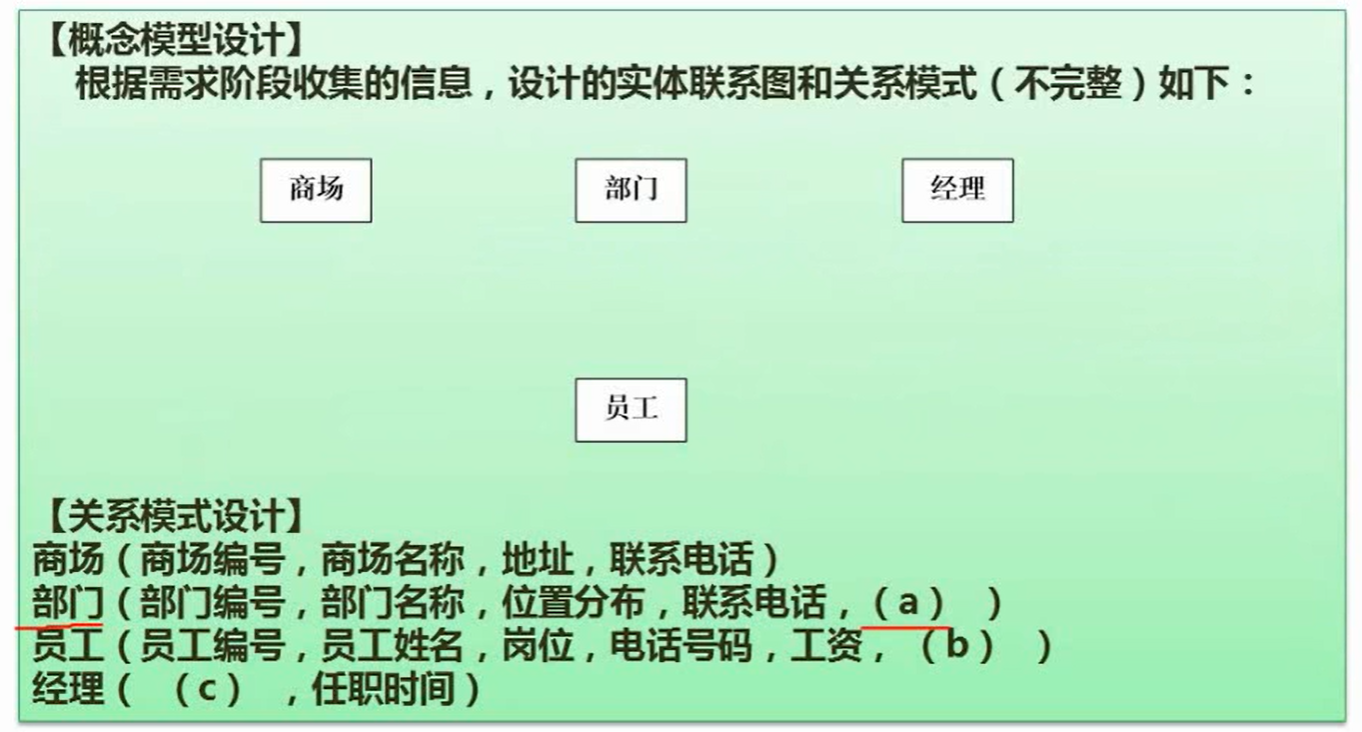 【概念模型设计】
根据需求阶段收集的信息，设计的实体联系图和关系模式（不完整）如下：
商场 部门 经理
员工
【关系模式设计】
商场（商场编号，商场名称，地址，联系电话）
部门（部门编号，部门名称，位置分布，联系电话，（a） ）
员工（员工编号，员工姓名，岗位，电话号码，工资，（b） ）
经理（ （c） ，任职时间）